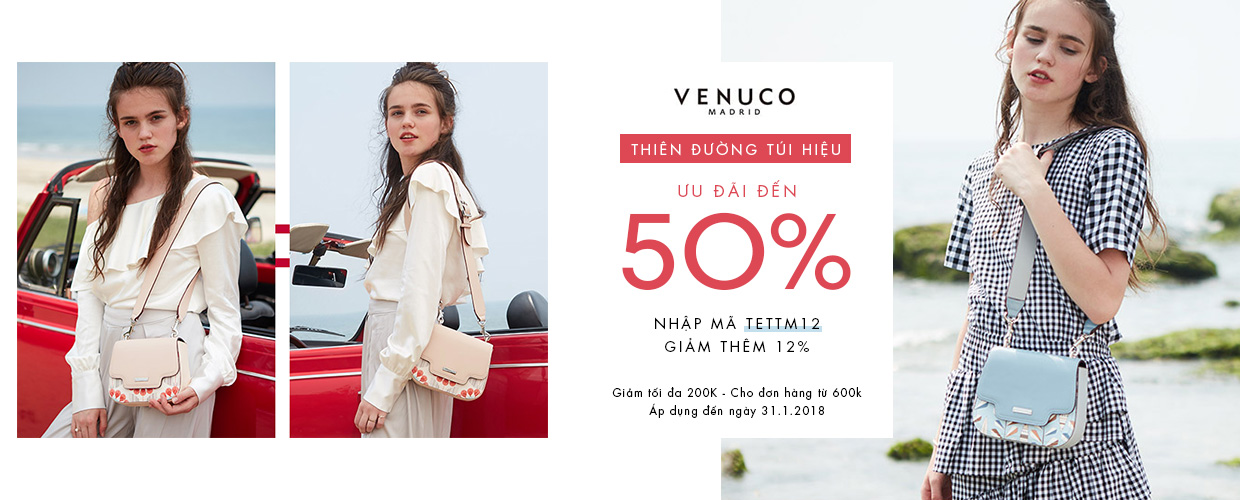 VENUCO
MADRID
THIÊN ĐƯỜNG TÚI HIỆU
ƯU ĐÃI ĐẾN
50%
NHẬP MÃ TETTM12
GIẢM THÊM 12%
Giảm tối đa 200K - Cho đơn hàng từ 600k
Áp dụng đến ngày 31.1.2018